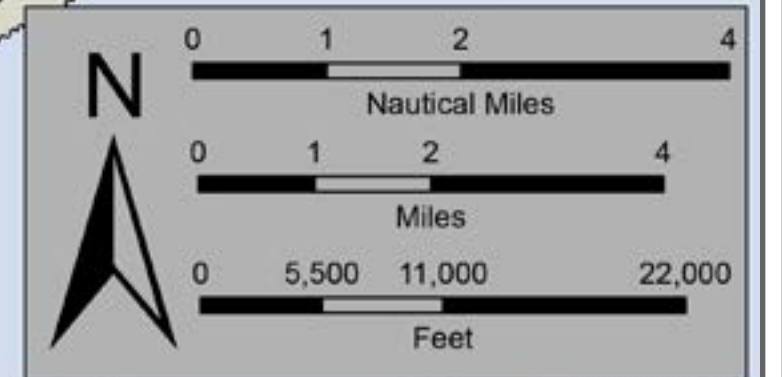 N
0 1 2 4
Nautical Miles
0 1 2 4
Miles
0 5,500 11,000 22,000
Feet